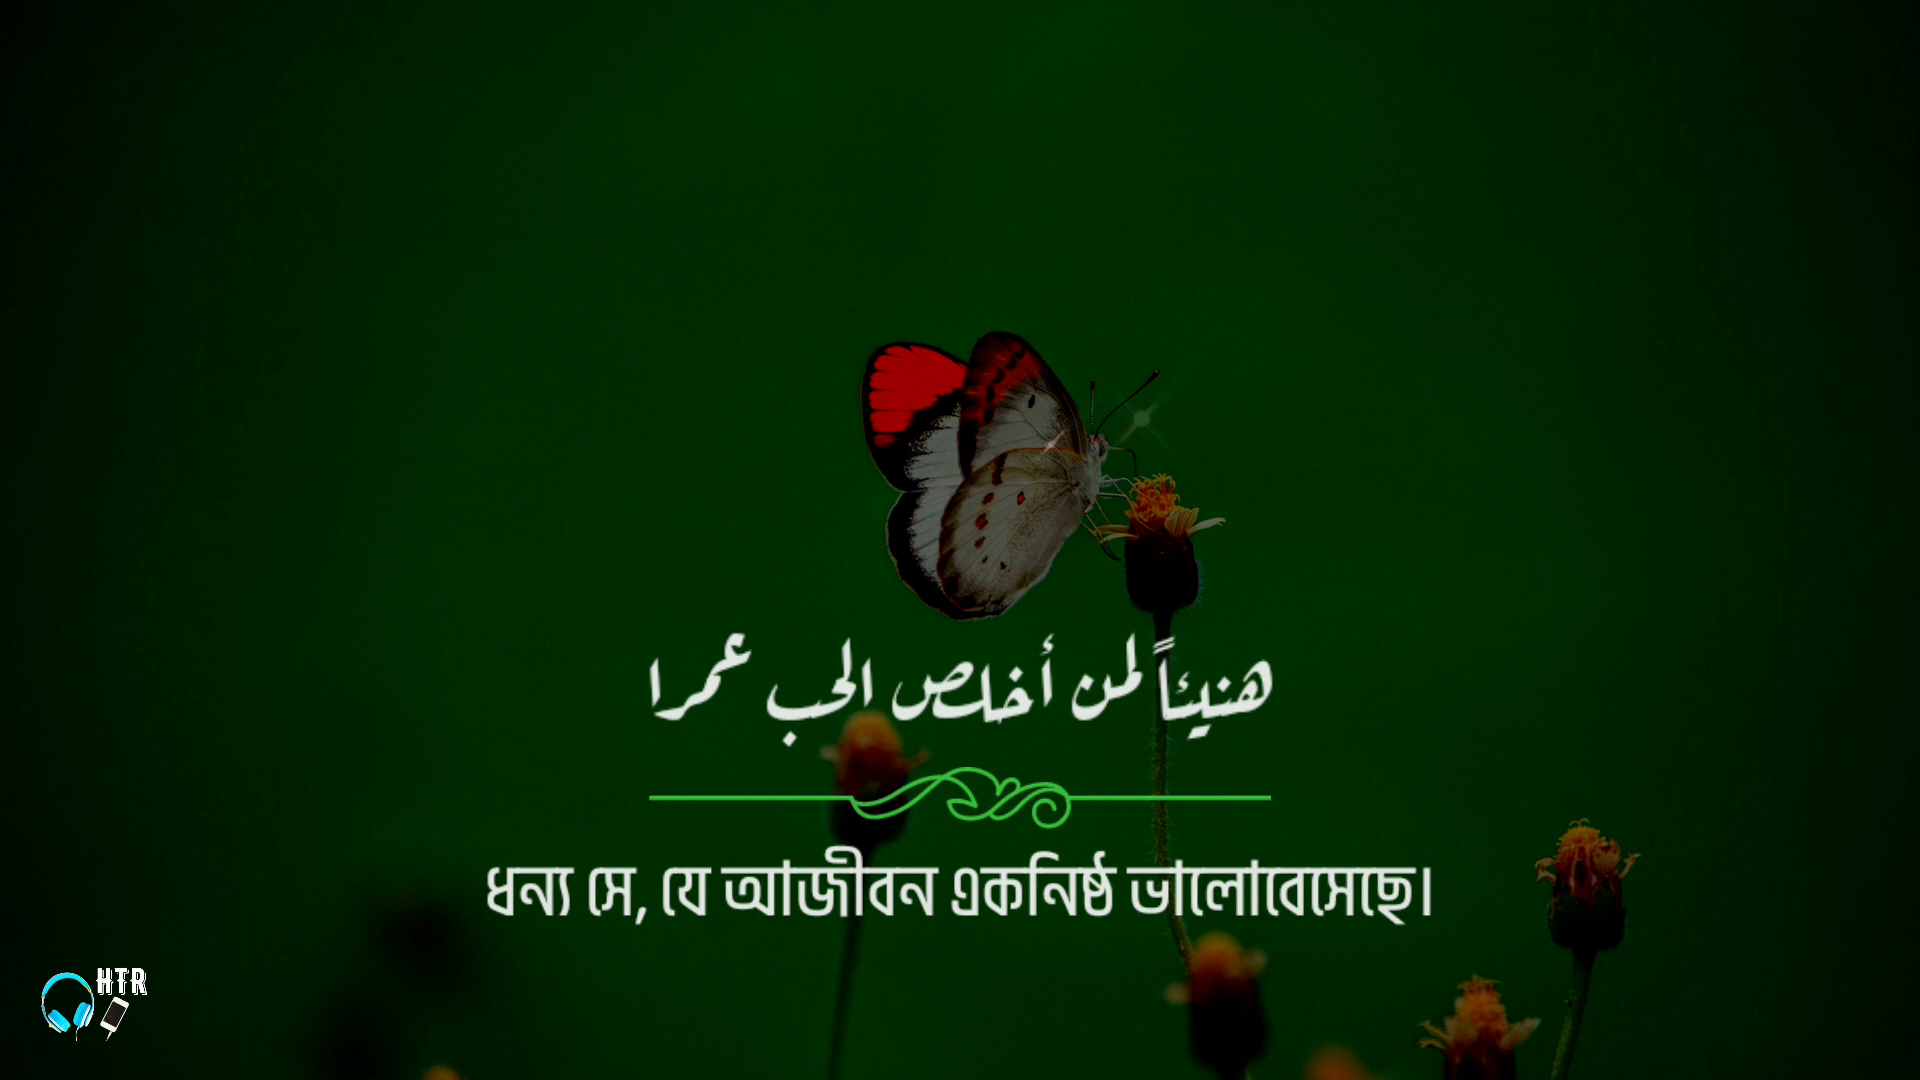 هنيئاً لمن أخلص الحب عمرا
ধন্য সে, যে আজীবন একনিষ্ঠ ভালোবেসেছে।
HTR